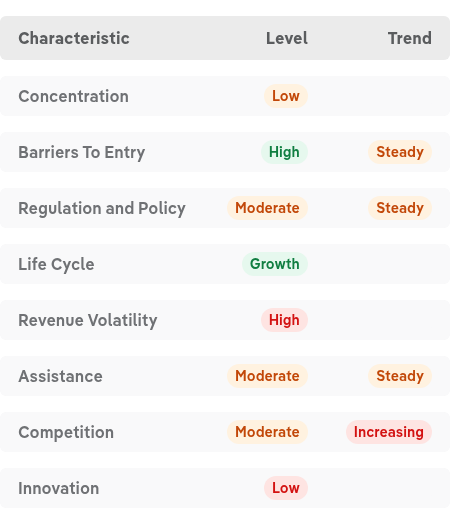 Characteristic Level Trend
Concentration Low
Barriers To Entry High Steady
Regulation and Policy Moderate Steady
Life Cycle Growth
Revenue Volatility High
Assistance Moderate Steady
Competition Moderate Increasing
Innovation Low